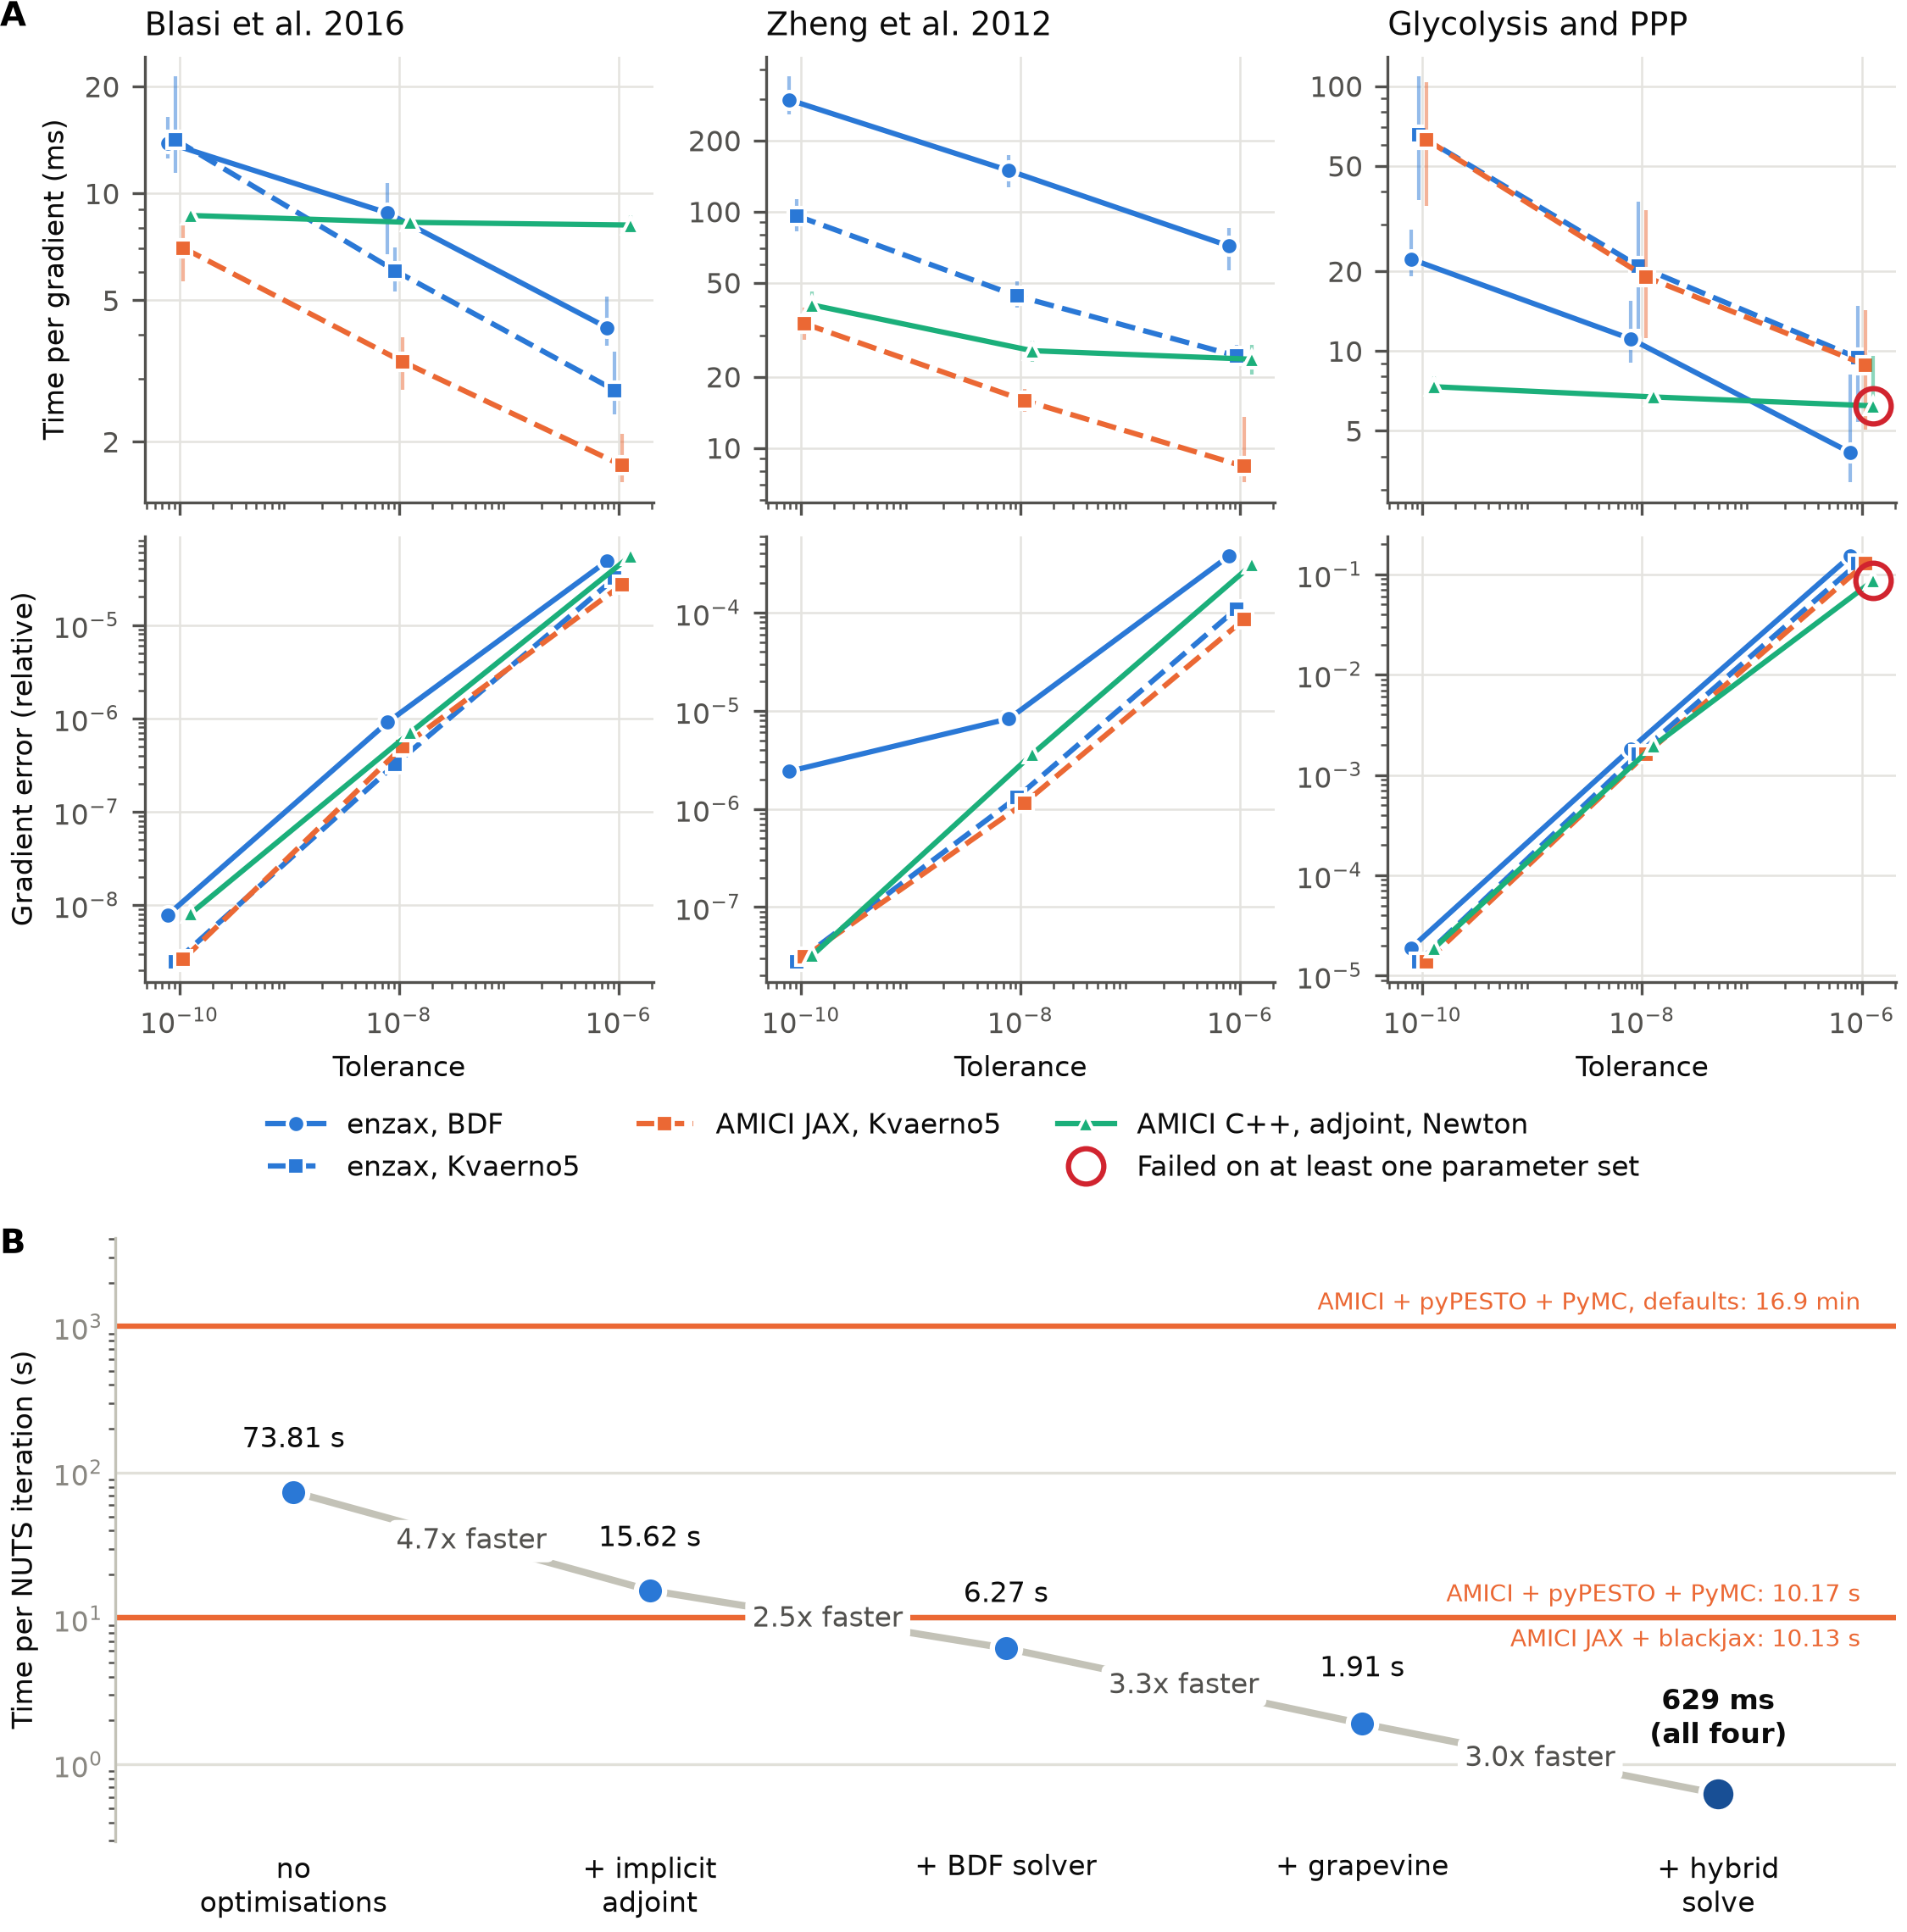 A
Blasi et al. 2016
Zheng et al. 2012
Glycolysis and PPP
Time per gradient (ms)
20
10
5
2
200
100
50
20
10
100
50
20
10
5
Gradient error (relative)
10⁻⁵
10⁻⁶
10⁻⁷
10⁻⁸
10⁻⁴
10⁻⁵
10⁻⁶
10⁻⁷
10⁻¹
10⁻²
10⁻³
10⁻⁴
10⁻⁵
10⁻¹⁰ 10⁻⁸ 10⁻⁶
10⁻¹⁰ 10⁻⁸ 10⁻⁶
10⁻¹⁰ 10⁻⁸ 10⁻⁶
Tolerance
Tolerance
Tolerance
enzax, BDF
AMICI JAX, Kvaerno5
AMICI C++, adjoint, Newton
enzax, Kvaerno5
Failed on at least one parameter set
B
Time per NUTS iteration (s)
10³
10²
10¹
10⁰
AMICI + pyPESTO + PyMC, defaults: 16.9 min
73.81 s
4.7x faster
15.62 s
2.5x faster
6.27 s
AMICI + pyPESTO + PyMC: 10.17 s
AMICI JAX + blackjax: 10.13 s
3.3x faster
1.91 s
3.0x faster
629 ms
(all four)
no
optimisations
+ implicit
adjoint
+ BDF solver
+ grapevine
+ hybrid
solve